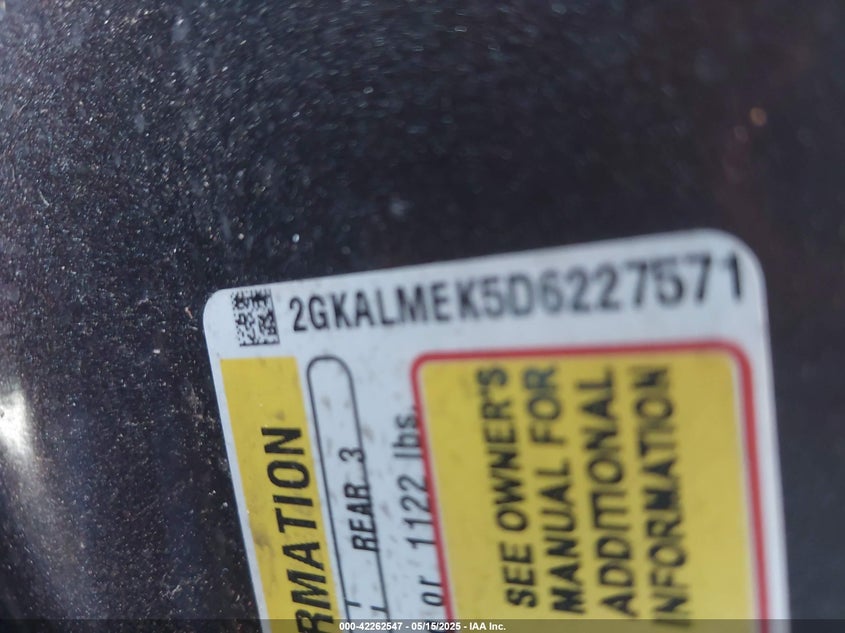 2GKALMEK5D6227571
RMATION
REAR 3
or 1122 lbs.
SEE OWNER'S
MANUAL FOR
ADDITIONAL
INFORMATION
000-42262547 - 05/15/2025 - IAA Inc.